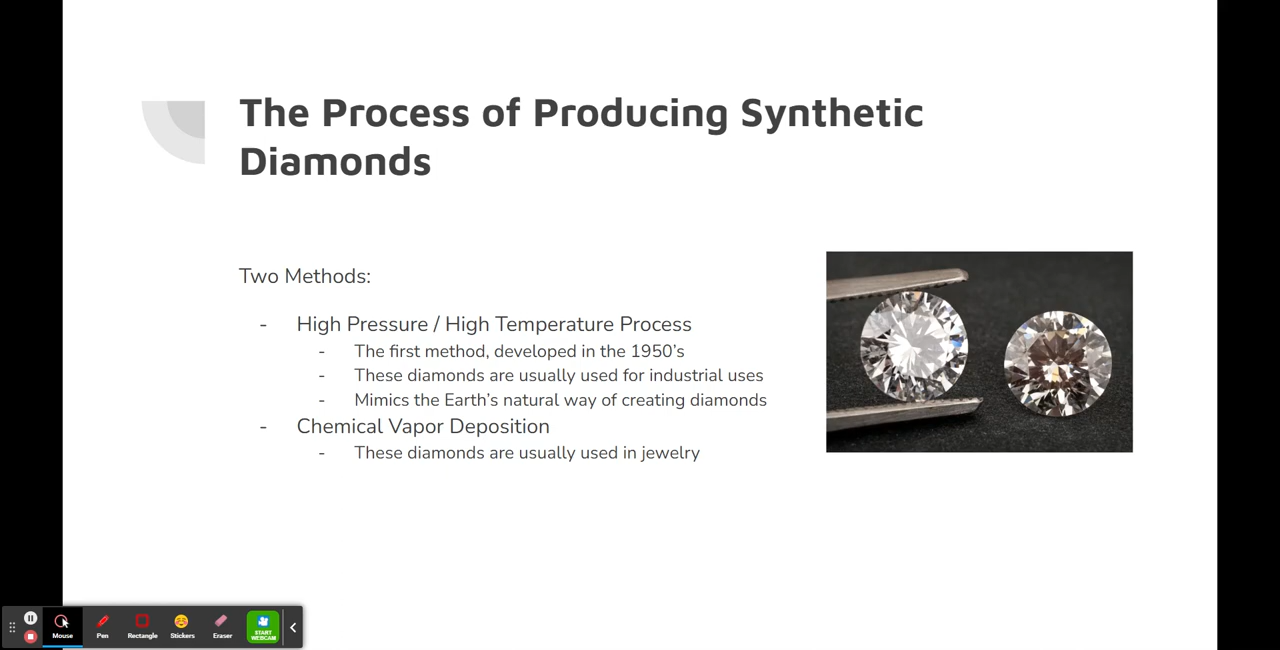 The Process of Producing Synthetic
Diamonds
Two Methods:
- High Pressure / High Temperature Process
- The first method, developed in the 1950’s
- These diamonds are usually used for industrial uses
- Mimics the Earth’s natural way of creating diamonds
- Chemical Vapor Deposition
- These diamonds are usually used in jewelry
Mouse Pen Rectangle Stickers Eraser START
WEBCAM